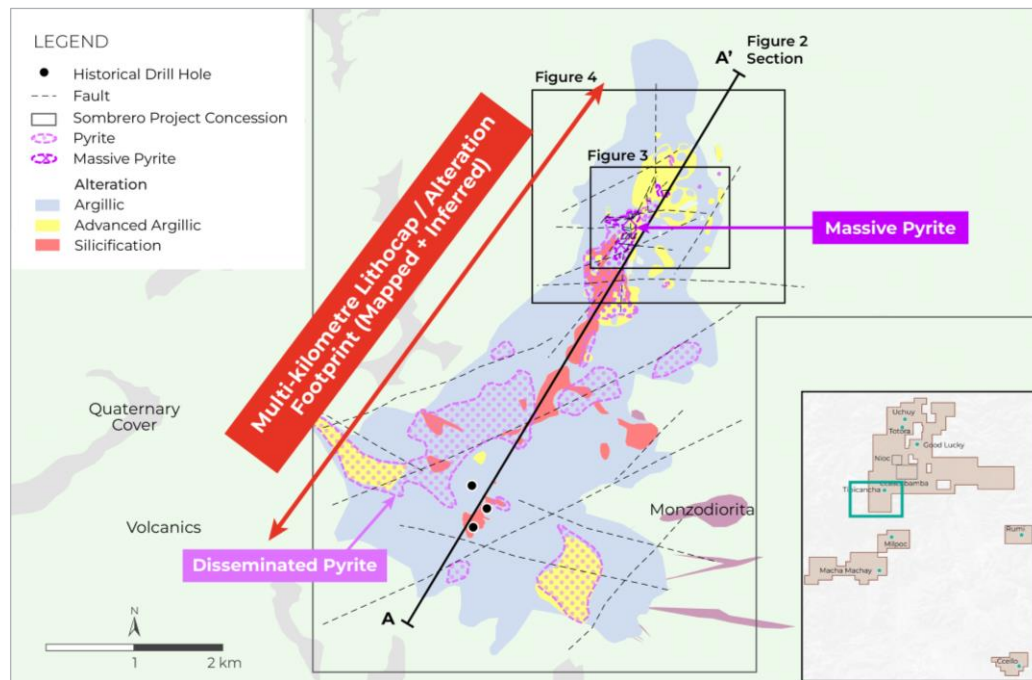 LEGEND
Historical Drill Hole
Fault
Sombrero Project Concession
Pyrite
Massive Pyrite
Alteration
Argillic
Advanced Argillic
Silicification
Figure 2
Section
A'
Figure 4
Figure 3
Multi-kilometre Lithocap / Alteration
Footprint (Mapped + Inferred)
Massive Pyrite
Quaternary
Cover
Volcanics
Disseminated Pyrite
Monzodiorita
A
N
1
2 km
Uchuy
Totora
Good Lucky
Nioc
Milpoc
Rumi
Macha Machay
Ccello